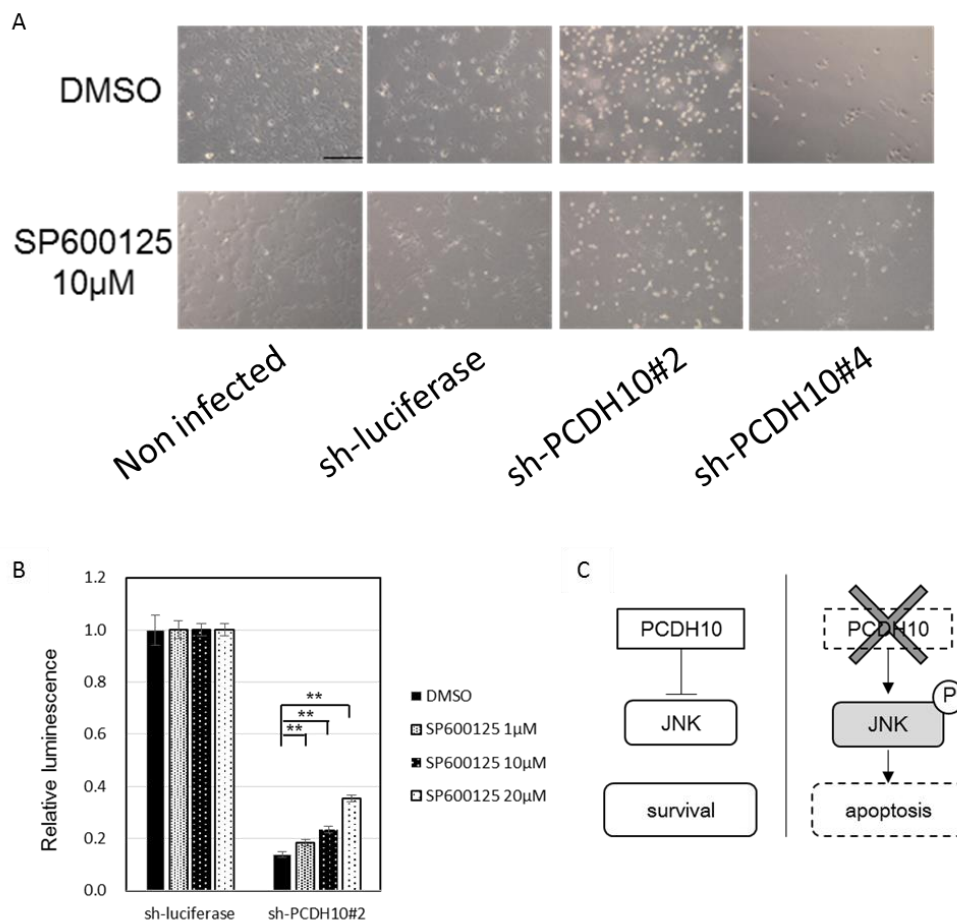 A
DMSO
SP600125
10µM
Non infected
sh-luciferase
sh-PCDH10#2
sh-PCDH10#4
B
Relative luminescence
1.2
1.0
0.8
0.6
0.4
0.2
0.0
**
**
**
sh-luciferase
sh-PCDH10#2
DMSO
SP600125 1µM
SP600125 10µM
SP600125 20µM
C
PCDH10
JNK
survival
PCDH10
P
JNK
apoptosis